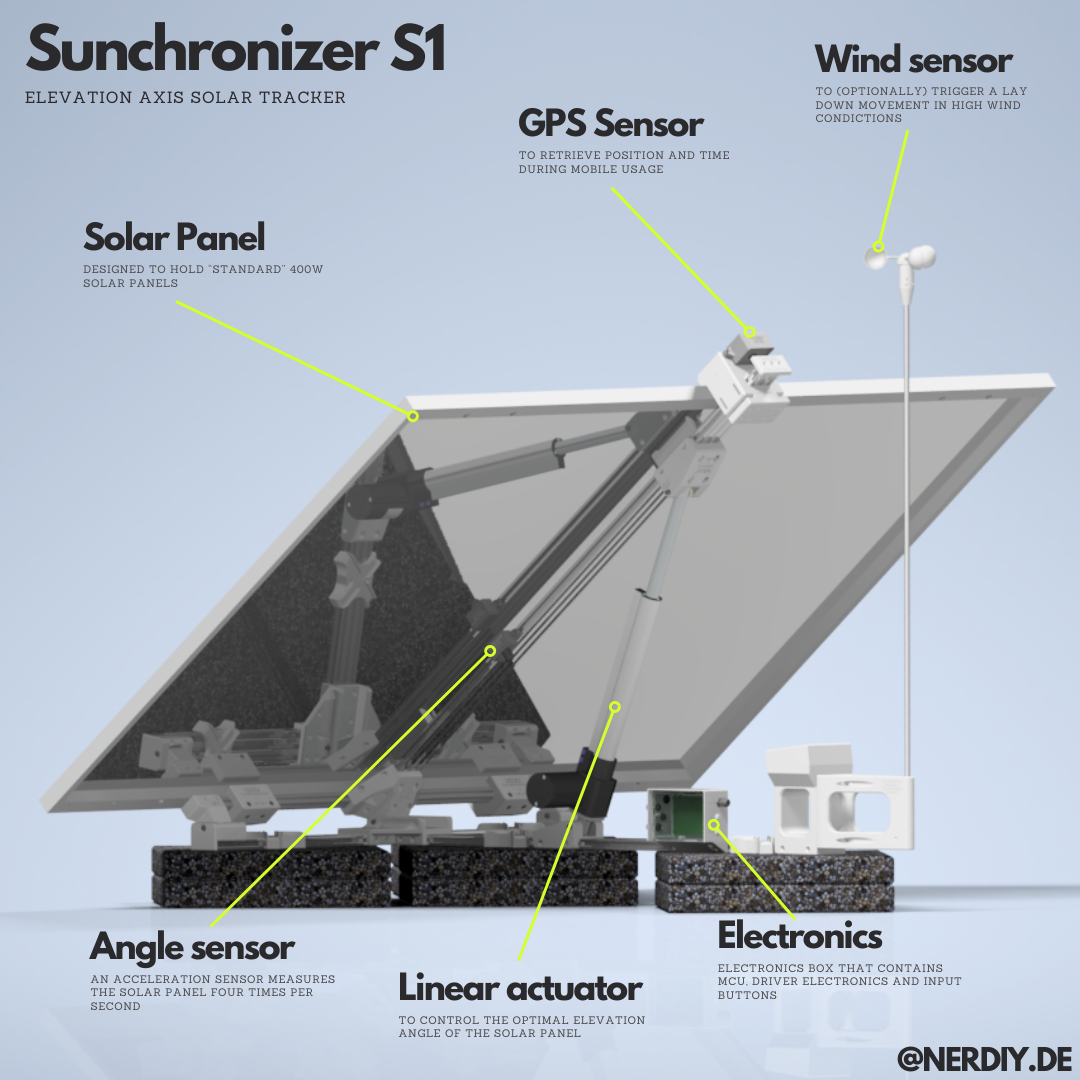 Sunchronizer S1
ELEVATION AXIS SOLAR TRACKER
Wind sensor
TO (OPTIONALLY) TRIGGER A LAY
DOWN MOVEMENT IN HIGH WIND
CONDICTIONS
GPS Sensor
TO RETRIEVE POSITION AND TIME
DURING MOBILE USAGE
Solar Panel
DESIGNED TO HOLD "STANDARD" 400W
SOLAR PANELS
Angle sensor
AN ACCELERATION SENSOR MEASURES
THE SOLAR PANEL FOUR TIMES PER
SECOND
Linear actuator
TO CONTROL THE OPTIMAL ELEVATION
ANGLE OF THE SOLAR PANEL
Electronics
ELECTRONICS BOX THAT CONTAINS
MCU, DRIVER ELECTRONICS AND INPUT
BUTTONS
@NERDIY.DE